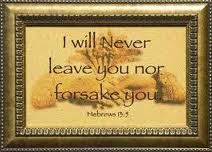 I will Never
leave you nor
forsake you
Hebrews 13:5